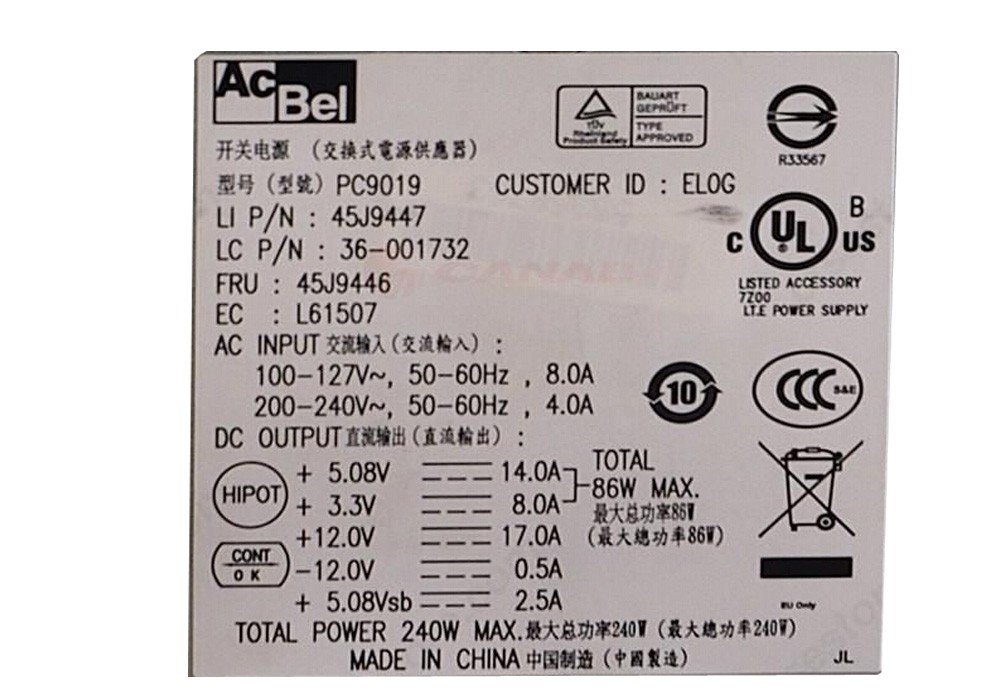 AcBel
BAUART
GEPRÜFT
TÜV
Rheinland
Product Safety
TYPE
APPROVED
R33567
开关电源 (交換式電源供應器)
型号(型號) PC9019 CUSTOMER ID : ELOG
LI P/N : 45J9447
LC P/N : 36-001732
FRU : 45J9446
EC : L61507
C UL US B
®
LISTED ACCESSORY
7Z00
I.T.E POWER SUPPLY
AC INPUT 交流输入(交流輸入) :
100-127V~, 50-60Hz , 8.0A
200-240V~, 50-60Hz , 4.0A
10
CCC S&E
DC OUTPUT 直流输出(直流輸出) :
HIPOT
+ 5.08V 14.0A
+ 3.3V 8.0A
TOTAL
86W MAX.
最大总功率86W
(最大總功率86W)
+12.0V 17.0A
CONT
OK
-12.0V 0.5A
+ 5.08Vsb 2.5A
EU Only
TOTAL POWER 240W MAX.最大总功率240W (最大總功率240W)
MADE IN CHINA 中国制造 (中國製造)
JL